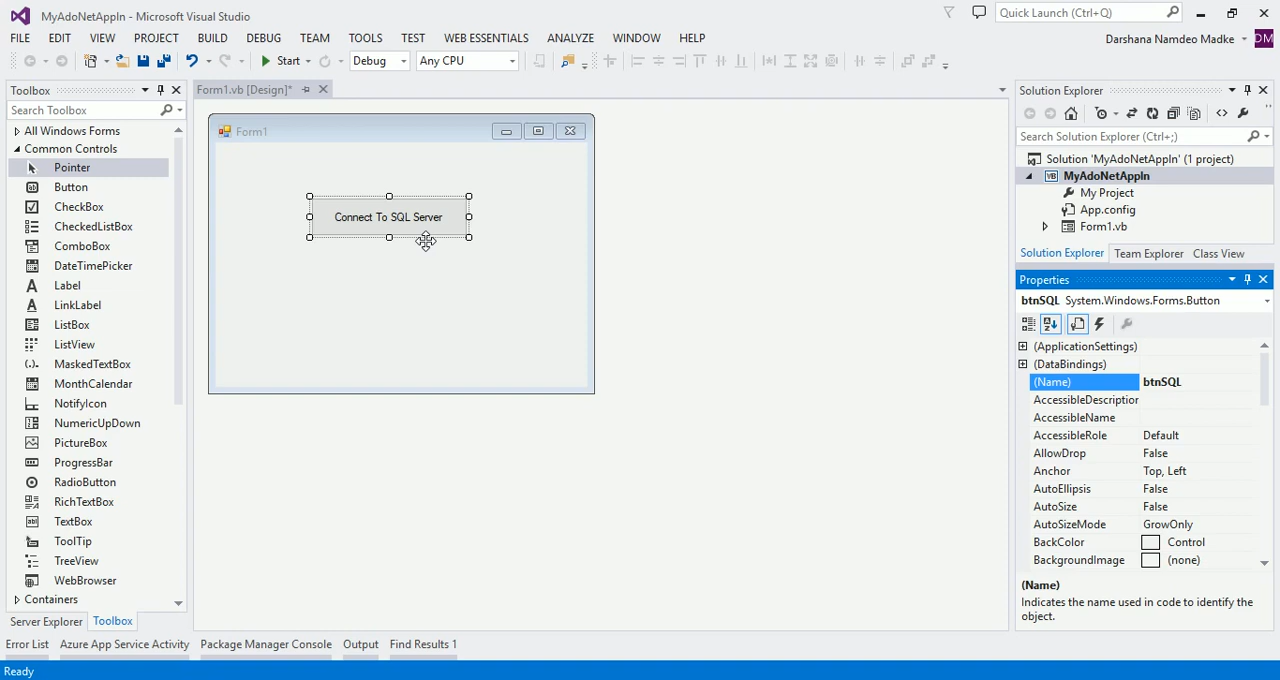 MyAdoNetAppIn - Microsoft Visual Studio
Quick Launch (Ctrl+Q)
FILE EDIT VIEW PROJECT BUILD DEBUG TEAM TOOLS TEST WEB ESSENTIALS ANALYZE WINDOW HELP
Darshana Namdeo Madke DM
Start Debug Any CPU
Toolbox
Form1.vb [Design]*
Solution Explorer
Search Toolbox
Search Solution Explorer (Ctrl+;)
All Windows Forms
Common Controls
Pointer
Button
CheckBox
CheckedListBox
ComboBox
DateTimePicker
Label
LinkLabel
ListBox
ListView
MaskedTextBox
MonthCalendar
NotifyIcon
NumericUpDown
PictureBox
ProgressBar
RadioButton
RichTextBox
TextBox
ToolTip
TreeView
WebBrowser
Containers
Server Explorer Toolbox
Form1
Connect To SQL Server
Solution 'MyAdoNetAppIn' (1 project)
VB MyAdoNetAppIn
My Project
App.config
Form1.vb
Solution Explorer Team Explorer Class View
Properties
btnSQL System.Windows.Forms.Button
(ApplicationSettings)
(DataBindings)
(Name) btnSQL
AccessibleDescription
AccessibleName
AccessibleRole Default
AllowDrop False
Anchor Top, Left
AutoEllipsis False
AutoSize False
AutoSizeMode GrowOnly
BackColor Control
BackgroundImage (none)
(Name)
Indicates the name used in code to identify the
object.
Error List Azure App Service Activity Package Manager Console Output Find Results 1
Ready